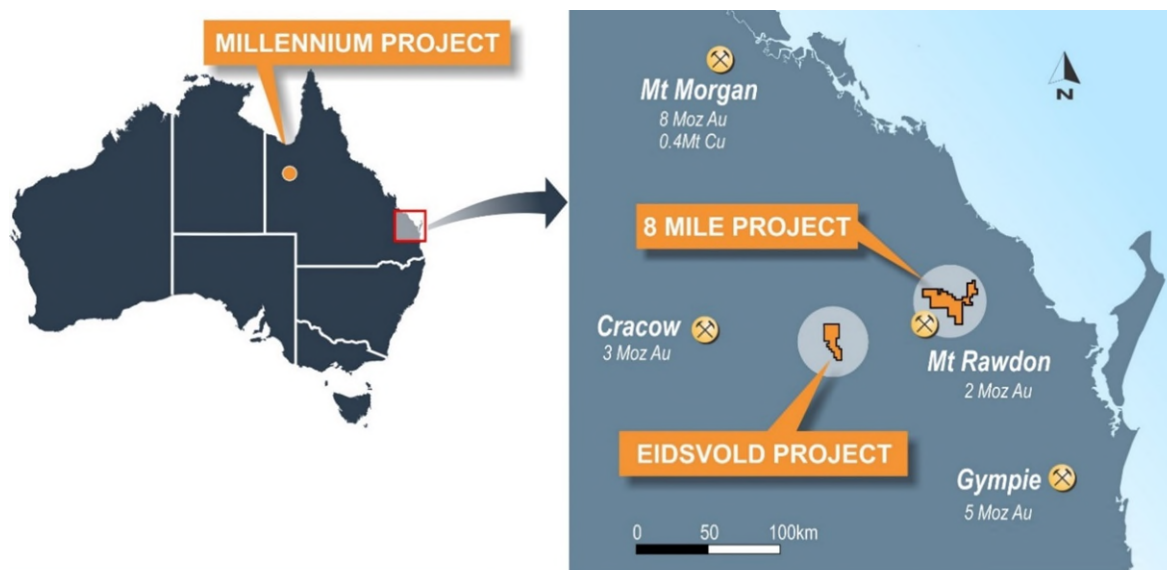 MILLENNIUM PROJECT
Mt Morgan
8 Moz Au
0.4Mt Cu
N
8 MILE PROJECT
Cracow
3 Moz Au
Mt Rawdon
2 Moz Au
EIDSVOLD PROJECT
Gympie
5 Moz Au
0 50 100km